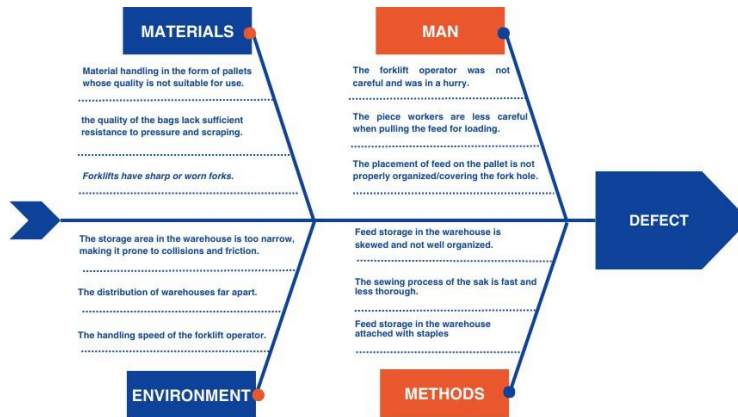 MATERIALS
Material handling in the form of pallets
whose quality is not suitable for use.
the quality of the bags lack sufficient
resistance to pressure and scraping.
Forklifts have sharp or worn forks.
MAN
The forklift operator was not
careful and was in a hurry.
The piece workers are less careful
when pulling the feed for loading.
The placement of feed on the pallet is not
properly organized/covering the fork hole.
DEFECT
The storage area in the warehouse is too narrow,
making it prone to collisions and friction.
The distribution of warehouses far apart.
The handling speed of the forklift operator.
ENVIRONMENT
Feed storage in the warehouse is
skewed and not well organized.
The sewing process of the sak is fast and
less thorough.
Feed storage in the warehouse
attached with staples
METHODS